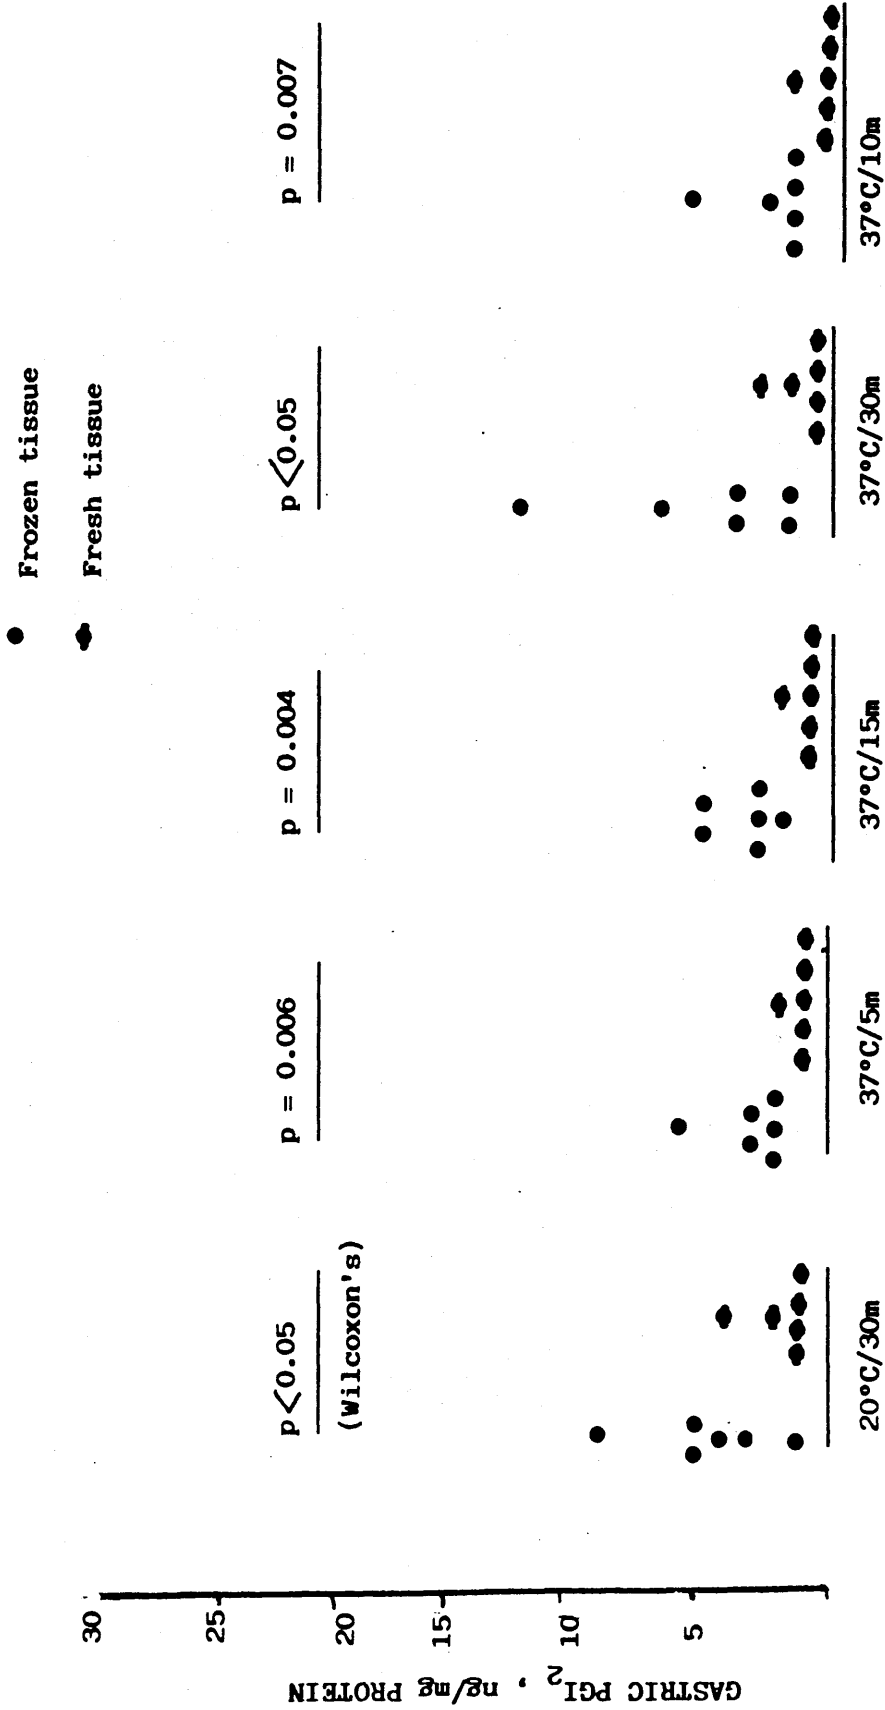 Frozen tissue
Fresh tissue
30
25
20
15
10
5
GASTRIC PGI2 , ng/mg PROTEIN
p<0.05
(Wilcoxon's)
p = 0.006
p = 0.004
p<0.05
p = 0.007
20°C/30m
37°C/5m
37°C/15m
37°C/30m
37°C/10m